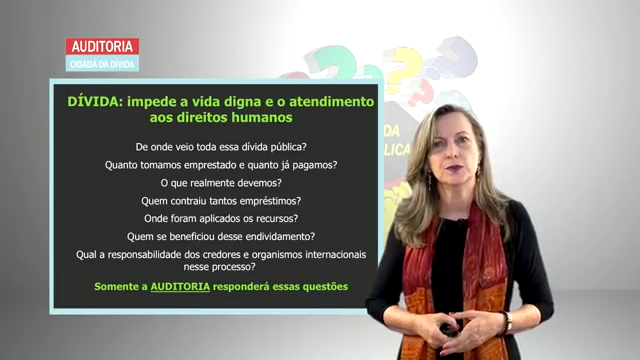 AUDITORIA
CIDADÃ DA DÍVIDA
DÍVIDA: impede a vida digna e o atendimento
aos direitos humanos
De onde veio toda essa dívida pública?
Quanto tomamos emprestado e quanto já pagamos?
O que realmente devemos?
Quem contraiu tantos empréstimos?
Onde foram aplicados os recursos?
Quem se beneficiou desse endividamento?
Qual a responsabilidade dos credores e organismos internacionais
nesse processo?
Somente a AUDITORIA responderá essas questões